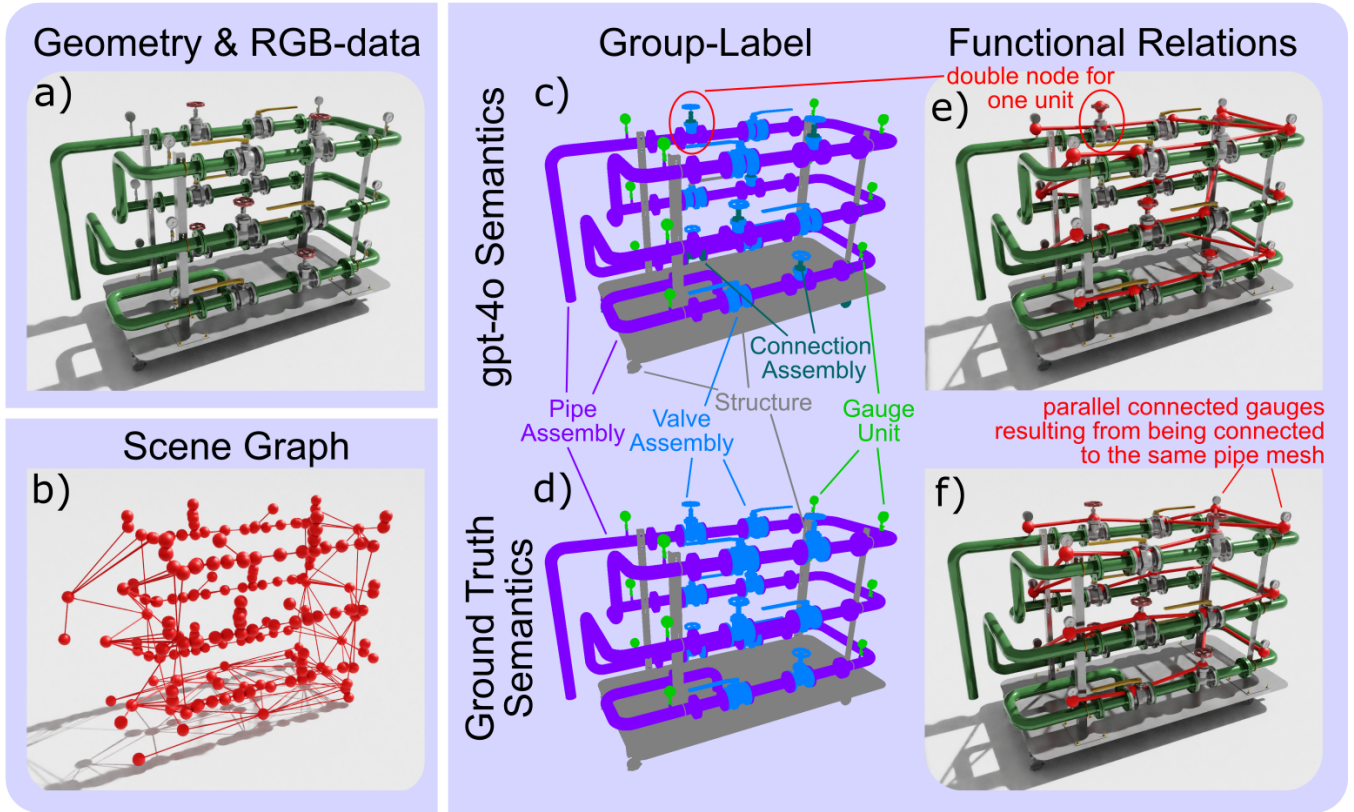 Geometry & RGB-data
a)
Scene Graph
b)
Group-Label
Functional Relations
gpt-4o Semantics
c)
double node for
one unit
e)
Connection
Assembly
Structure
Pipe
Assembly
Valve
Assembly
Gauge
Unit
parallel connected gauges
resulting from being connected
to the same pipe mesh
Ground Truth
Semantics
d)
f)